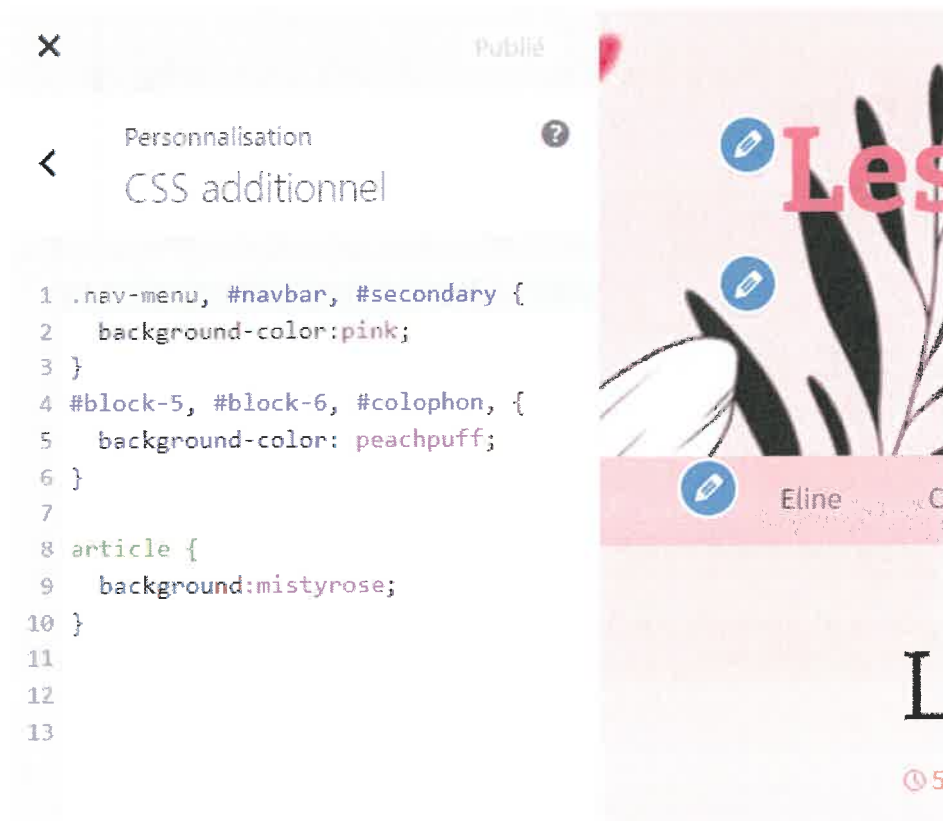 Publié
Personnalisation
CSS additionnel
1 .nav-menu, #navbar, #secondary {
2 background-color:pink;
3 }
4 #block-5, #block-6, #colophon, {
5 background-color: peachpuff;
6 }
7
8 article {
9 background:mistyrose;
10 }
11
12
13
Les
Eline C
L
5